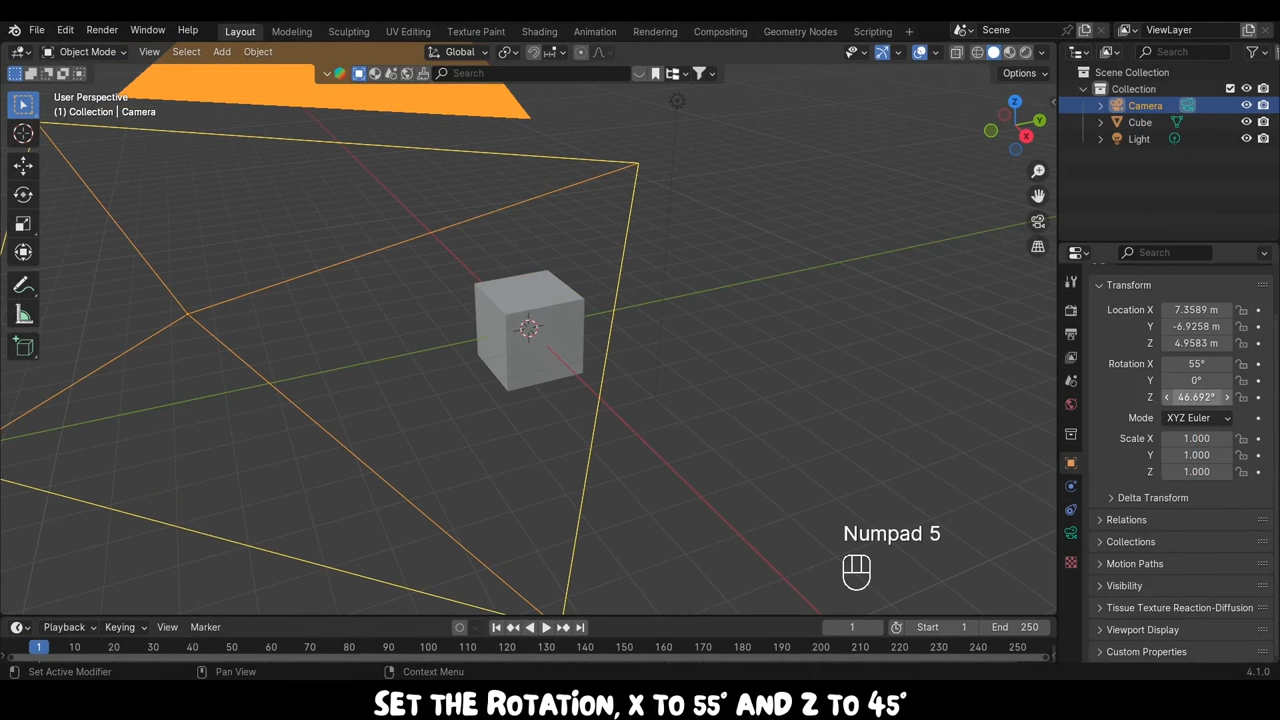 File Edit Render Window Help Layout Modeling Sculpting UV Editing Texture Paint Shading Animation Rendering Compositing Geometry Nodes Scripting Scene ViewLayer
Object Mode View Select Add Object Global Search
Search Options
User Perspective
(1) Collection | Camera
Scene Collection
Collection
Camera
Cube
Light
Z
Y
X
Search
Transform
Location X 7.3589 m
Y -6.9258 m
Z 4.9583 m
Rotation X 55°
Y 0°
Z 46.692°
Mode XYZ Euler
Scale X 1.000
Y 1.000
Z 1.000
Delta Transform
Relations
Collections
Motion Paths
Visibility
Tissue Texture Reaction-Diffusion
Viewport Display
Custom Properties
Numpad 5
Playback Keying View Marker 1 Start 1 End 250
1 10 20 30 40 50 60 70 80 90 100 110 120 130 140 150 160 170 180 190 200 210 220 230 240 250
Set Active Modifier Pan View Context Menu 4.1.0
SET THE ROTATION, X TO 55° AND Z TO 45°